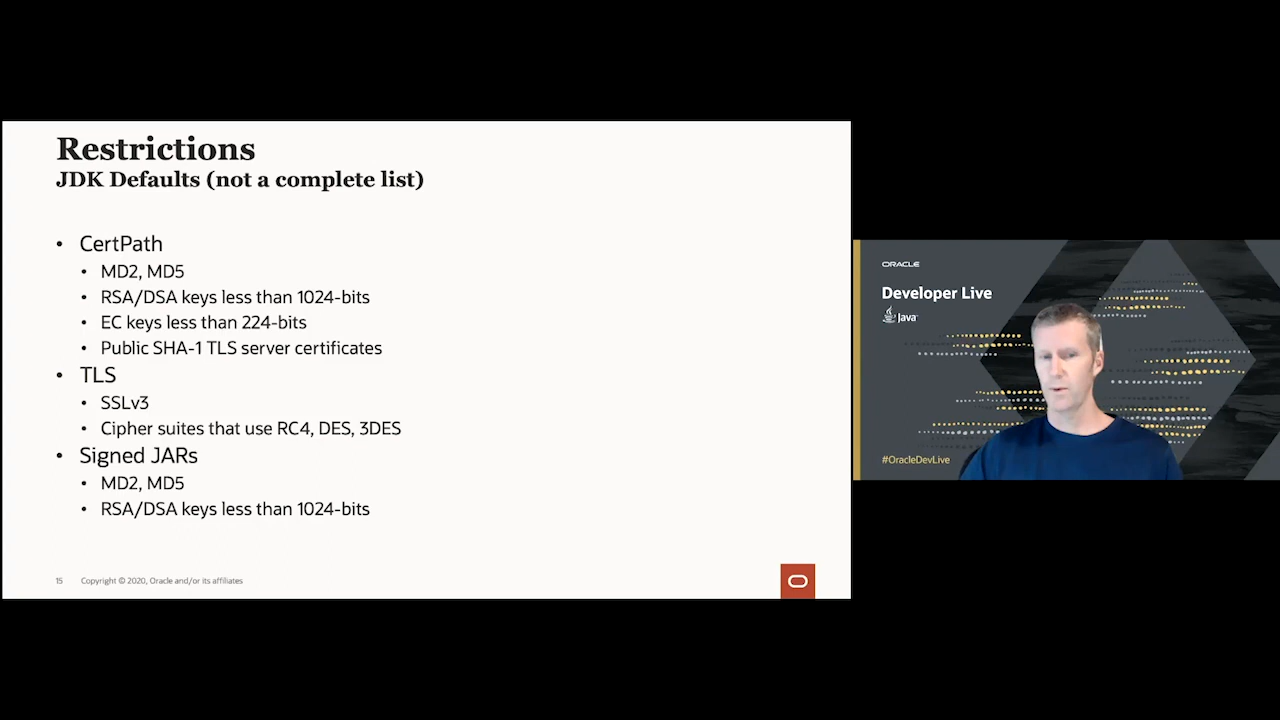 Restrictions
JDK Defaults (not a complete list)
• CertPath
• MD2, MD5
• RSA/DSA keys less than 1024-bits
• EC keys less than 224-bits
• Public SHA-1 TLS server certificates
• TLS
• SSLv3
• Cipher suites that use RC4, DES, 3DES
• Signed JARs
• MD2, MD5
• RSA/DSA keys less than 1024-bits
15 Copyright © 2020, Oracle and/or its affiliates
ORACLE
Developer Live
Java
#OracleDevLive